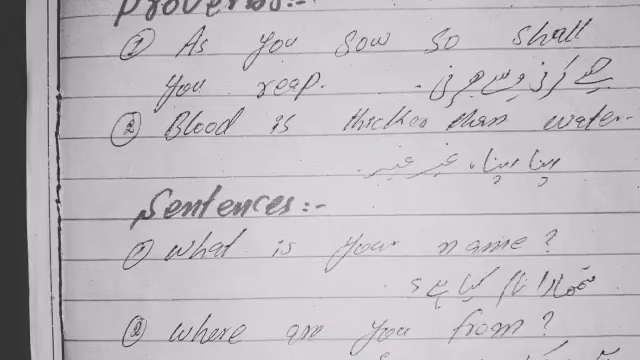 Proverbs:-
① As you sow so shall
you reap. جیسی کرنی ویسی بھرنی
② Blood is thicker than water.
اپنا اپنا، غیر غیر
Sentences:-
① What is your name?
تمہارا نام کیا ہے؟
② Where are you from?